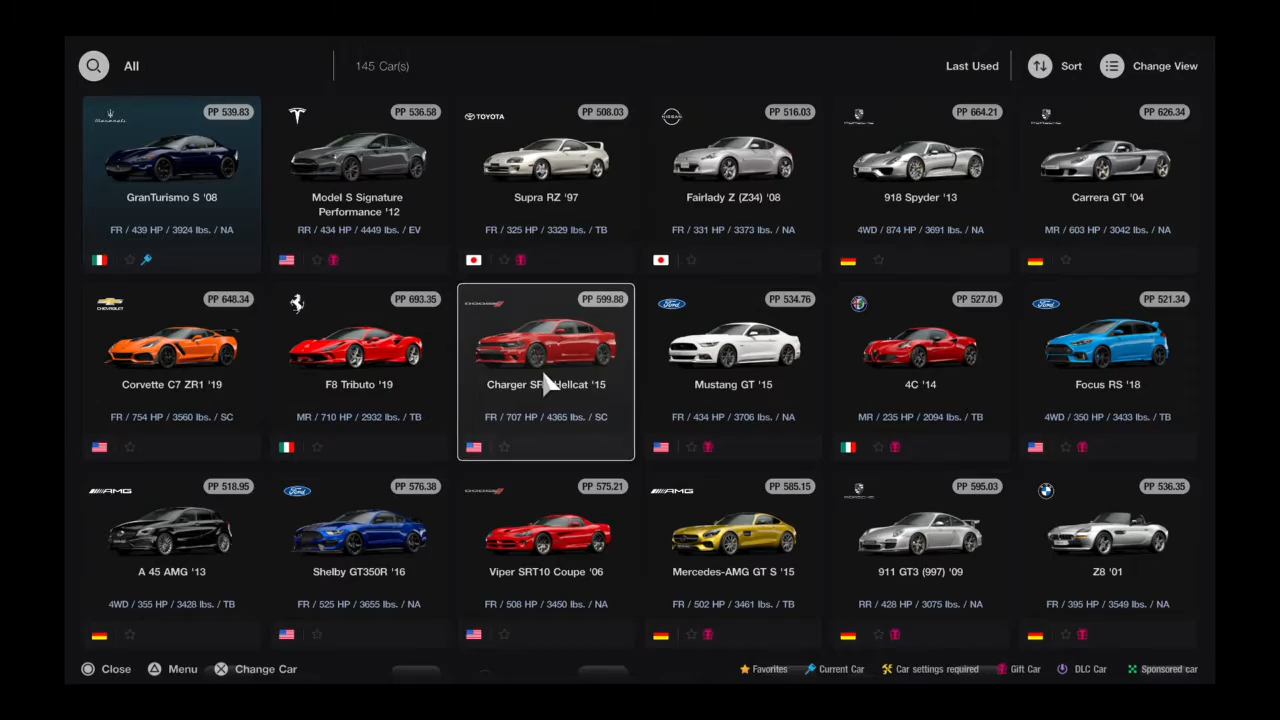 All
145 Car(s)
Last Used
Sort
Change View
PP 539.83
GranTurismo S '08
FR / 439 HP / 3924 lbs. / NA
PP 536.58
Model S Signature
Performance '12
RR / 434 HP / 4449 lbs. / EV
TOYOTA
PP 508.03
Supra RZ '97
FR / 325 HP / 3329 lbs. / TB
PP 516.03
Fairlady Z (Z34) '08
FR / 331 HP / 3373 lbs. / NA
PP 664.21
918 Spyder '13
4WD / 874 HP / 3691 lbs. / NA
PP 626.34
Carrera GT '04
MR / 603 HP / 3042 lbs. / NA
CHEVROLET
PP 648.34
Corvette C7 ZR1 '19
FR / 754 HP / 3560 lbs. / SC
PP 693.35
F8 Tributo '19
MR / 710 HP / 2932 lbs. / TB
DODGE
PP 599.88
Charger SRT Hellcat '15
FR / 707 HP / 4365 lbs. / SC
Ford
PP 534.76
Mustang GT '15
FR / 434 HP / 3706 lbs. / NA
PP 527.01
4C '14
MR / 235 HP / 2094 lbs. / TB
Ford
PP 521.34
Focus RS '18
4WD / 350 HP / 3433 lbs. / TB
AMG
PP 518.95
A 45 AMG '13
4WD / 355 HP / 3428 lbs. / TB
Ford
PP 576.38
Shelby GT350R '16
FR / 525 HP / 3655 lbs. / NA
DODGE
PP 575.21
Viper SRT10 Coupe '06
FR / 508 HP / 3450 lbs. / NA
AMG
PP 585.15
Mercedes-AMG GT S '15
FR / 502 HP / 3461 lbs. / TB
PP 595.03
911 GT3 (997) '09
RR / 428 HP / 3075 lbs. / NA
PP 536.35
Z8 '01
FR / 395 HP / 3549 lbs. / NA
Close
Menu
Change Car
Favorites
Current Car
Car settings required
Gift Car
DLC Car
Sponsored car